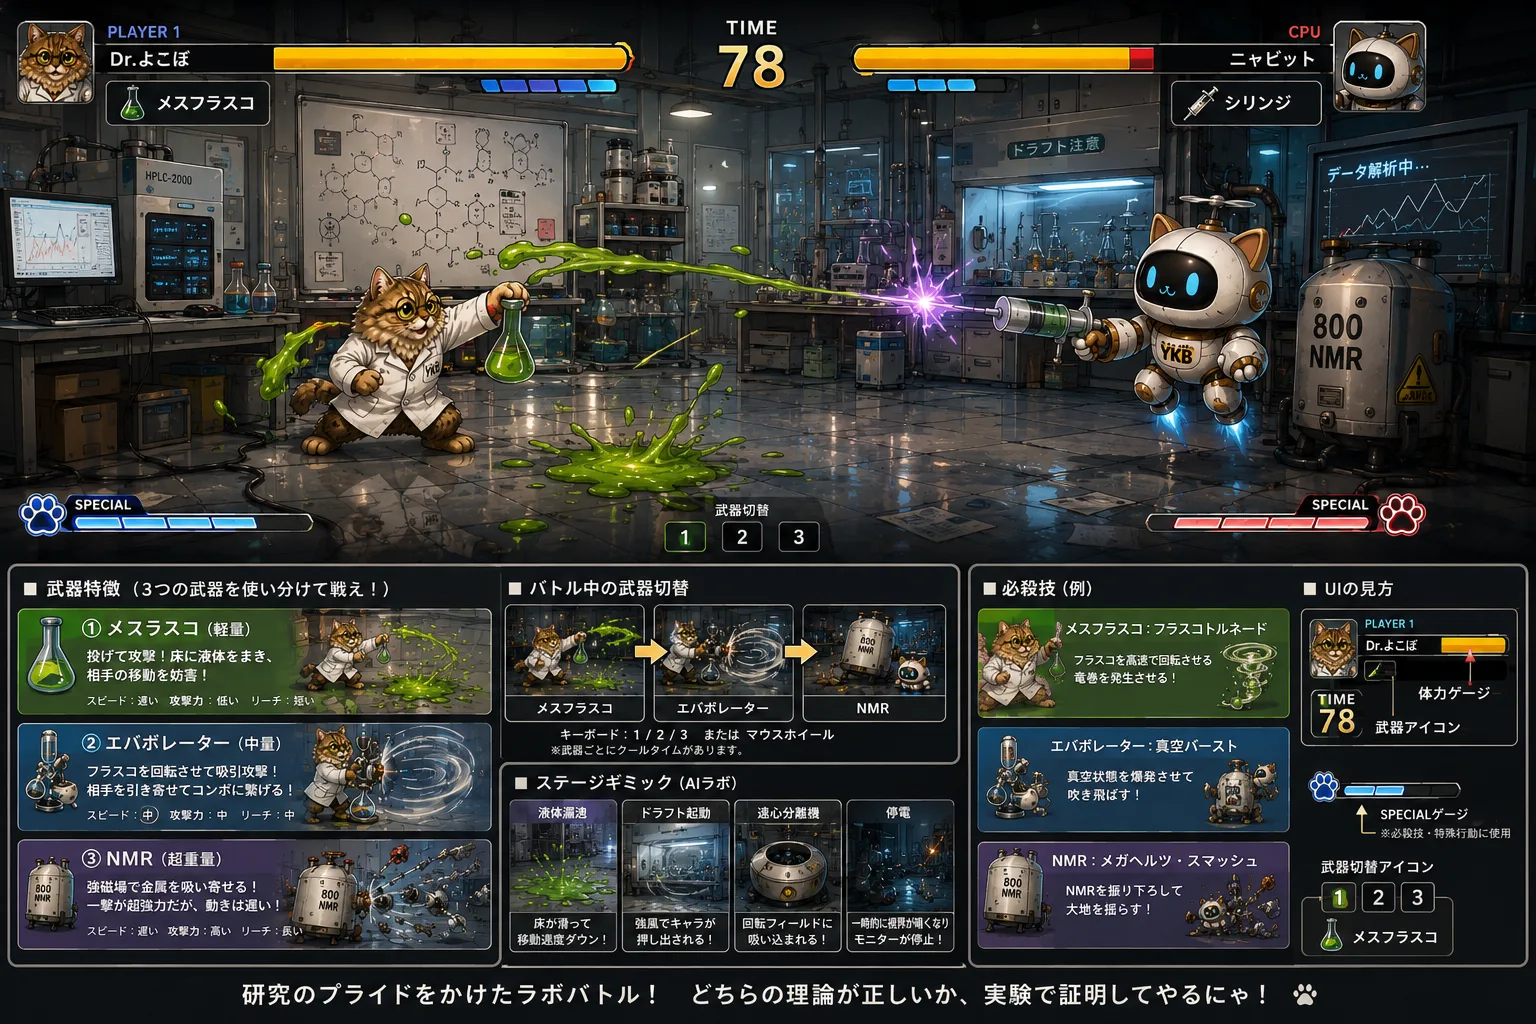 PLAYER 1
Dr.よこぼ
メスフラスコ
TIME
78
CPU
ニャビット
シリンジ
HPLC-2000
ドラフト注意
データ解析中…
YKB
YKB
800
NMR
SPECIAL
武器切替
1 2 3
SPECIAL
■ 武器特徴（3つの武器を使い分けて戦え！）
① メスフラスコ（軽量）
投げて攻撃！床に液体をまき、
相手の移動を妨害！
スピード：速い 攻撃力：低い リーチ：短い
② エバポレーター（中量）
フラスコを回転させて吸引攻撃！
相手を引き寄せてコンボに繋げる！
スピード：中 攻撃力：中 リーチ：中
800
NMR
③ NMR（超重量）
強磁場で金属を吸い寄せる！
一撃が超強力だが、動きは遅い！
スピード：遅い 攻撃力：高い リーチ：長い
800
NMR
■ バトル中の武器切替
メスフラスコ
エバポレーター
800
NMR
NMR
キーボード：1 / 2 / 3 または マウスホイール
※武器ごとにクールタイムがあります。
■ ステージギミック（AIラボ）
液体漏洩
床が滑って
移動速度ダウン！
ドラフト起動
強風でキャラが
押し出される！
遠心分離機
回転フィールドに
吸い込まれる！
停電
一時的に視界が暗くなり
モニターが停止！
■ 必殺技（例）
メスフラスコ：フラスコトルネード
フラスコを高速で回転させる
竜巻を発生させる！
エバポレーター：真空バースト
真空状態を爆発させて
吹き飛ばす！
800
NMR
NMR：メガヘルツ・スマッシュ
NMRを振り下ろして
大地を揺らす！
■ UIの見方
PLAYER 1
Dr.よこぼ
体力ゲージ
TIME
78
武器アイコン
SPECIALゲージ
※必殺技・特殊行動に使用
武器切替アイコン
1 2 3
メスフラスコ
研究のプライドをかけたラボバトル！ どちらの理論が正しいか、実験で証明してやるにゃ！